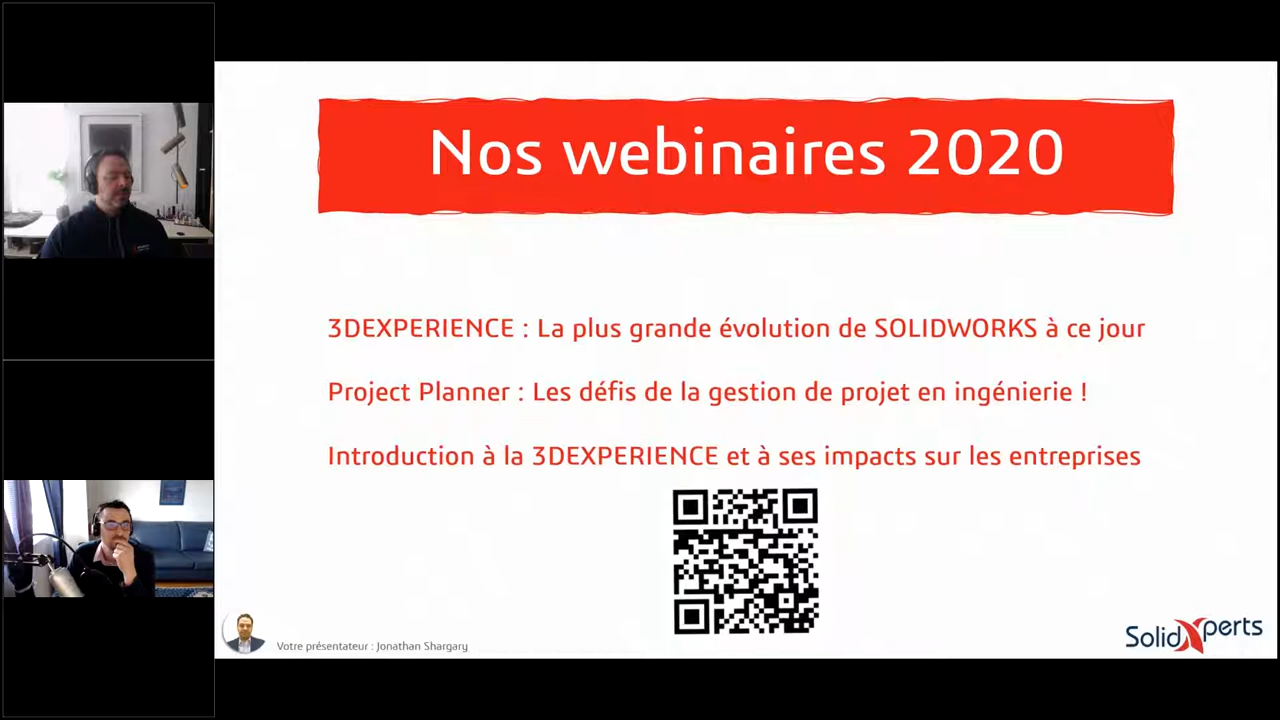 Nos webinaires 2020
3DEXPERIENCE : La plus grande évolution de SOLIDWORKS à ce jour
Project Planner : Les défis de la gestion de projet en ingénierie !
Introduction à la 3DEXPERIENCE et à ses impacts sur les entreprises
Votre présentateur : Jonathan Shargary
SolidXperts